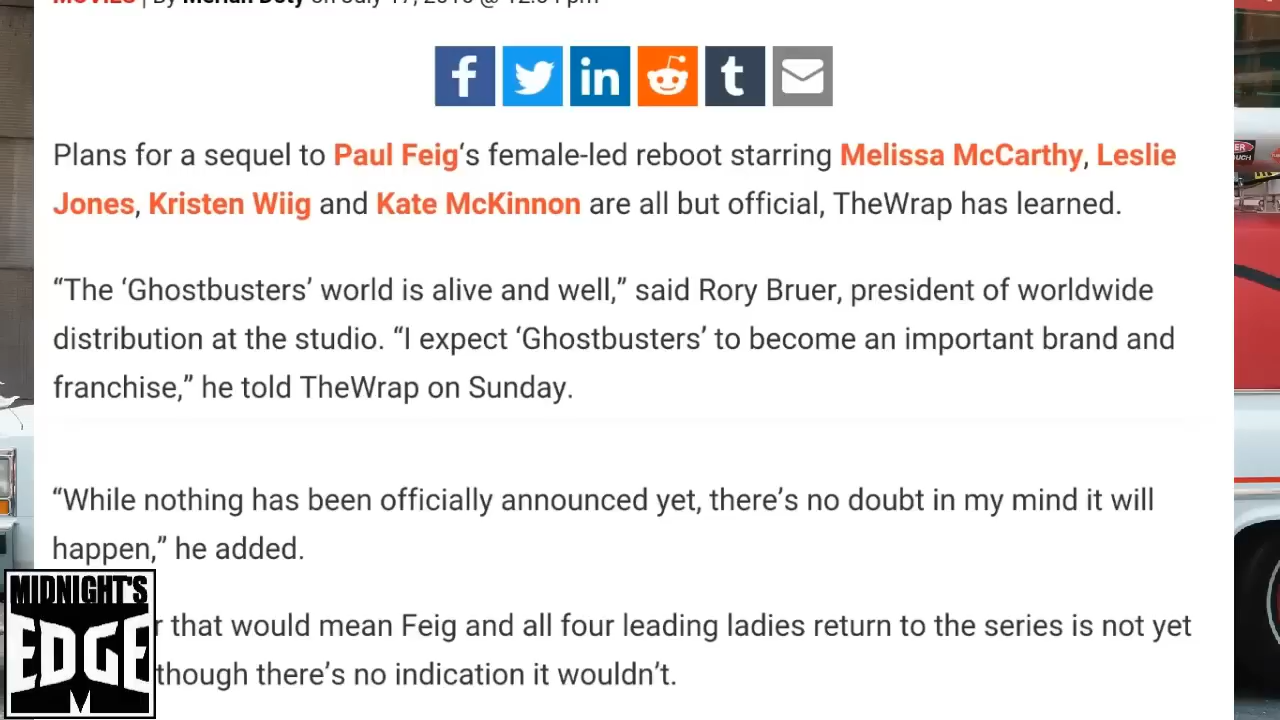 Plans for a sequel to Paul Feig‘s female-led reboot starring Melissa McCarthy, Leslie
Jones, Kristen Wiig and Kate McKinnon are all but official, TheWrap has learned.
“The ‘Ghostbusters’ world is alive and well,” said Rory Bruer, president of worldwide
distribution at the studio. “I expect ‘Ghostbusters’ to become an important brand and
franchise,” he told TheWrap on Sunday.
“While nothing has been officially announced yet, there’s no doubt in my mind it will
happen,” he added.
that would mean Feig and all four leading ladies return to the series is not yet
though there’s no indication it wouldn’t.
MIDNIGHT'S
EDGE